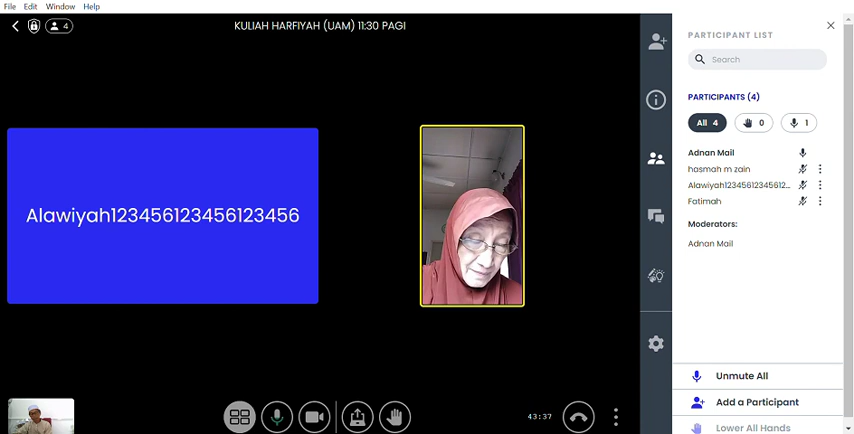 File Edit Window Help
4
KULIAH HARFIYAH (UAM) 11:30 PAGI
Alawiyah123456123456123456
43:37
PARTICIPANT LIST
Search
PARTICIPANTS (4)
All 4 0 1
Adnan Mail
hasmah m zain
Alawiyah12345612345612...
Fatimah
Moderators:
Adnan Mail
Unmute All
Add a Participant
Lower All Hands